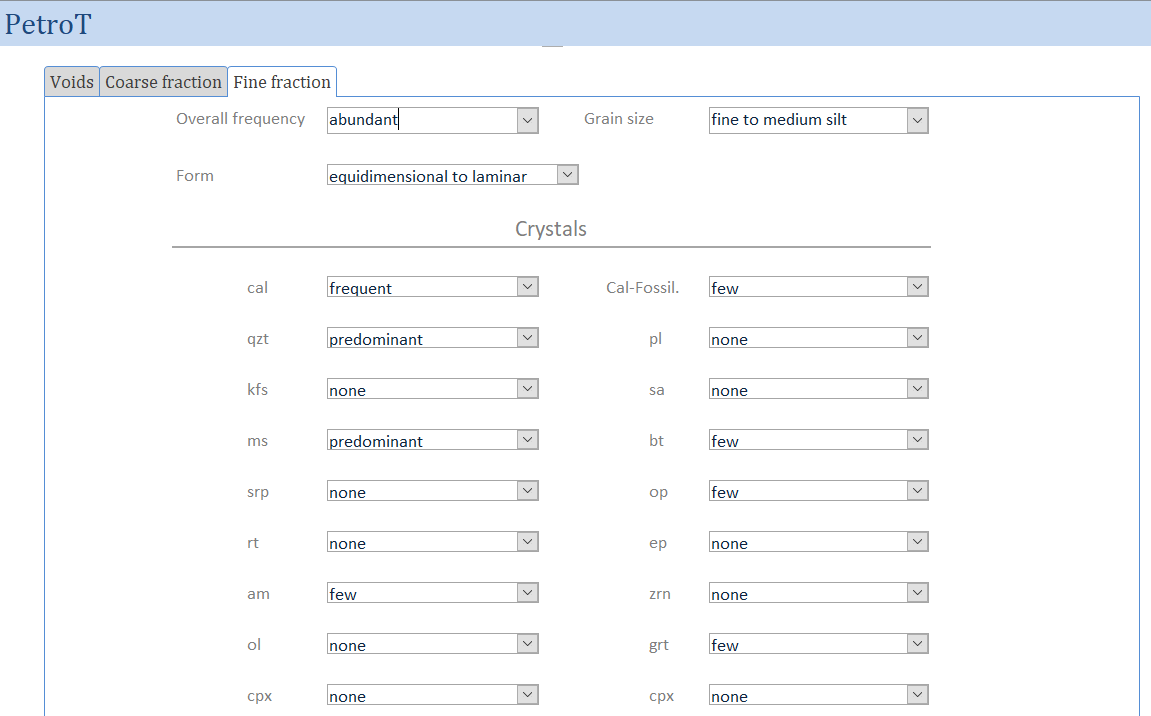 PetroT
Voids Coarse fraction Fine fraction
Overall frequency abundant Grain size fine to medium silt
Form equidimensional to laminar
Crystals
cal frequent Cal-Fossil. few
qzt predominant pl none
kfs none sa none
ms predominant bt few
srp none op few
rt none ep none
am few zrn none
ol none grt few
cpx none cpx none